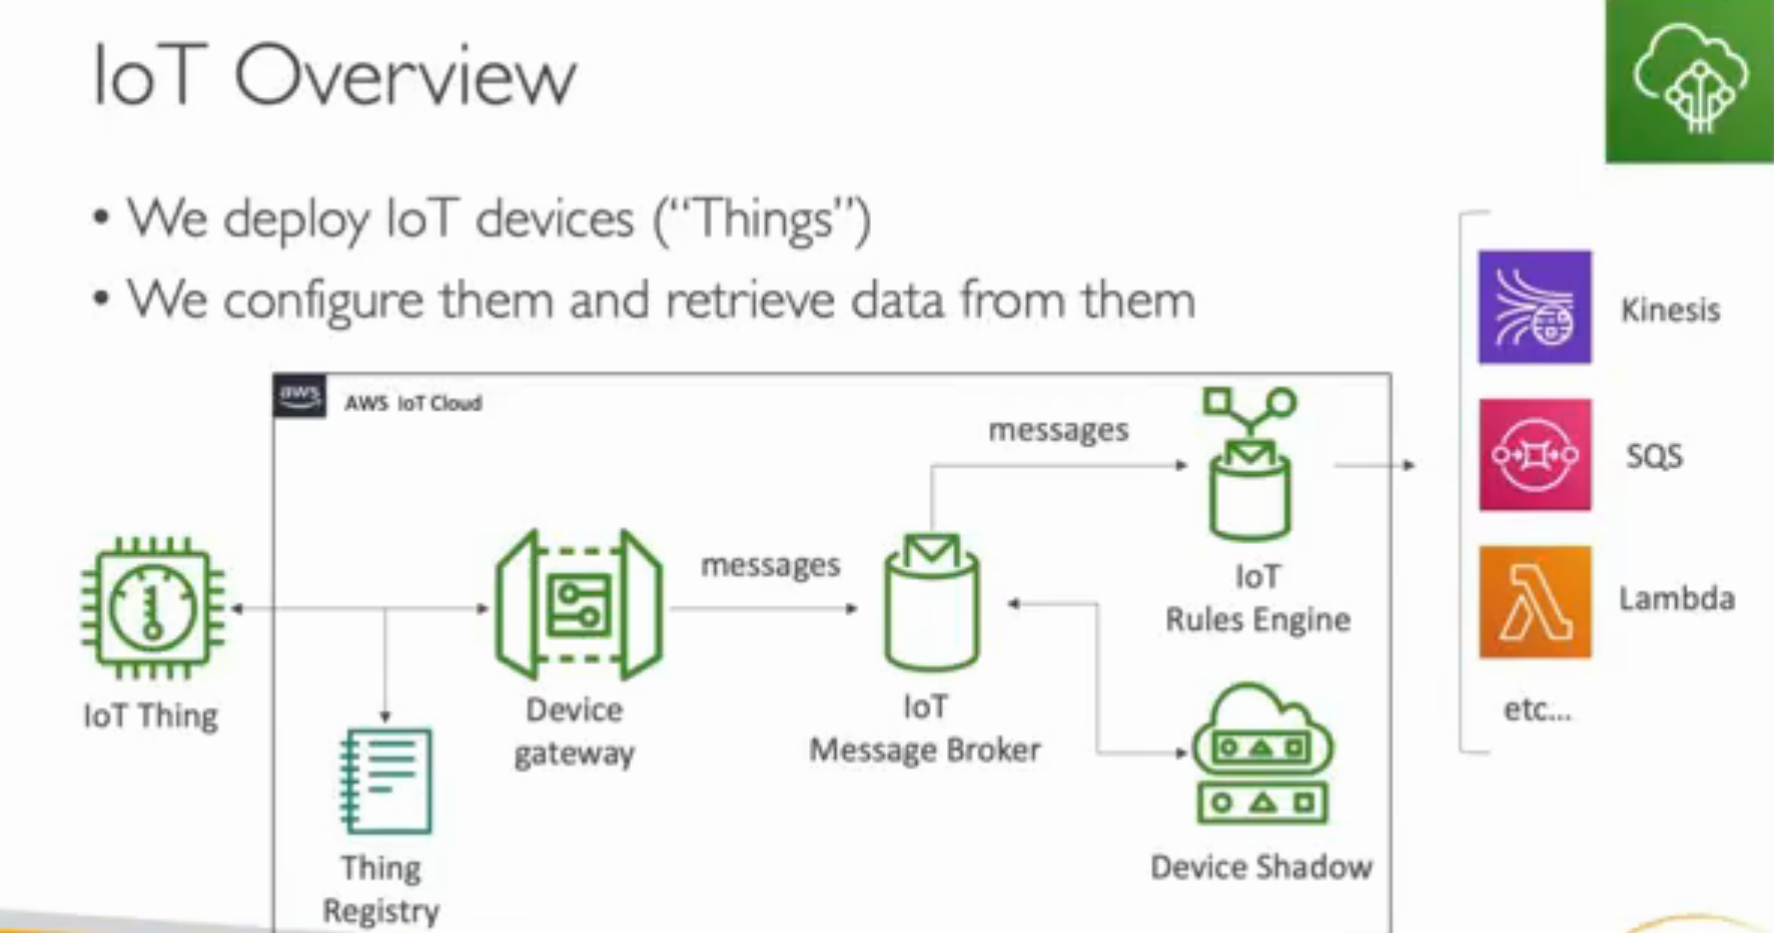 IoT Overview
• We deploy IoT devices (“Things”)
• We configure them and retrieve data from them
aws
AWS IoT Cloud
messages
messages
IoT Thing
Thing
Registry
Device
gateway
IoT
Message Broker
IoT
Rules Engine
Device Shadow
Kinesis
SQS
Lambda
etc...